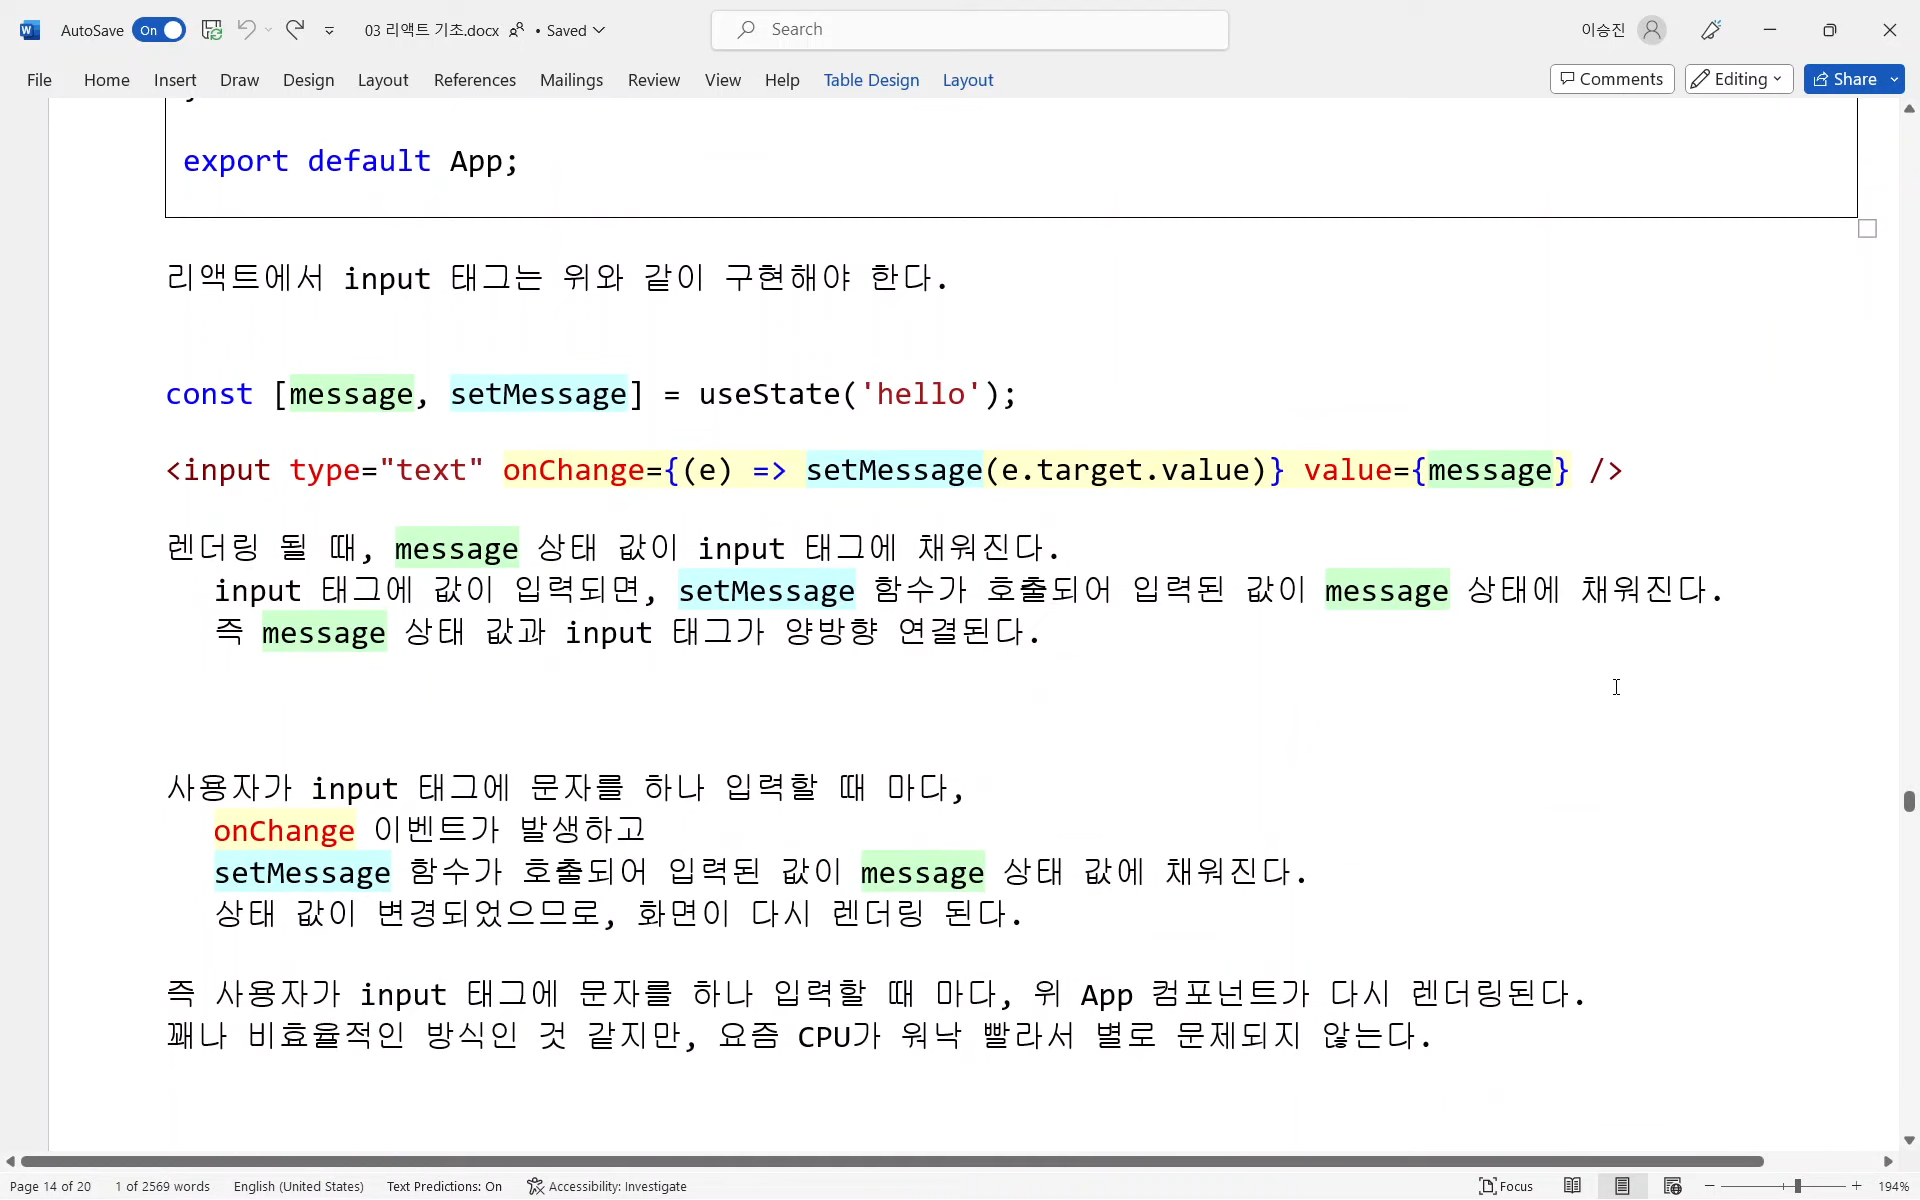 AutoSave On 03 리액트 기초.docx • Saved Search 이승진
File Home Insert Draw Design Layout References Mailings Review View Help Table Design Layout Comments Editing Share
export default App;
리액트에서 input 태그는 위와 같이 구현해야 한다.
const [message, setMessage] = useState('hello');
<input type="text" onChange={(e) => setMessage(e.target.value)} value={message} />
렌더링 될 때, message 상태 값이 input 태그에 채워진다.
input 태그에 값이 입력되면, setMessage 함수가 호출되어 입력된 값이 message 상태에 채워진다.
즉 message 상태 값과 input 태그가 양방향 연결된다.
사용자가 input 태그에 문자를 하나 입력할 때 마다,
onChange 이벤트가 발생하고
setMessage 함수가 호출되어 입력된 값이 message 상태 값에 채워진다.
상태 값이 변경되었으므로, 화면이 다시 렌더링 된다.
즉 사용자가 input 태그에 문자를 하나 입력할 때 마다, 위 App 컴포넌트가 다시 렌더링된다.
꽤나 비효율적인 방식인 것 같지만, 요즘 CPU가 워낙 빨라서 별로 문제되지 않는다.
Page 14 of 20 1 of 2569 words English (United States) Text Predictions: On Accessibility: Investigate Focus 194%